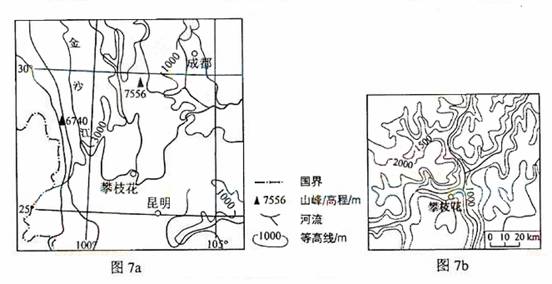 金
沙
江
成都
1000
30°
7556
6740
1000
攀枝花
昆明
25°
1000
100°
105°
国界
7556 山峰/高程/m
河流
1000 等高线/m
图 7a
1500
2000
1000
攀枝花
0 10 20 km
图 7b